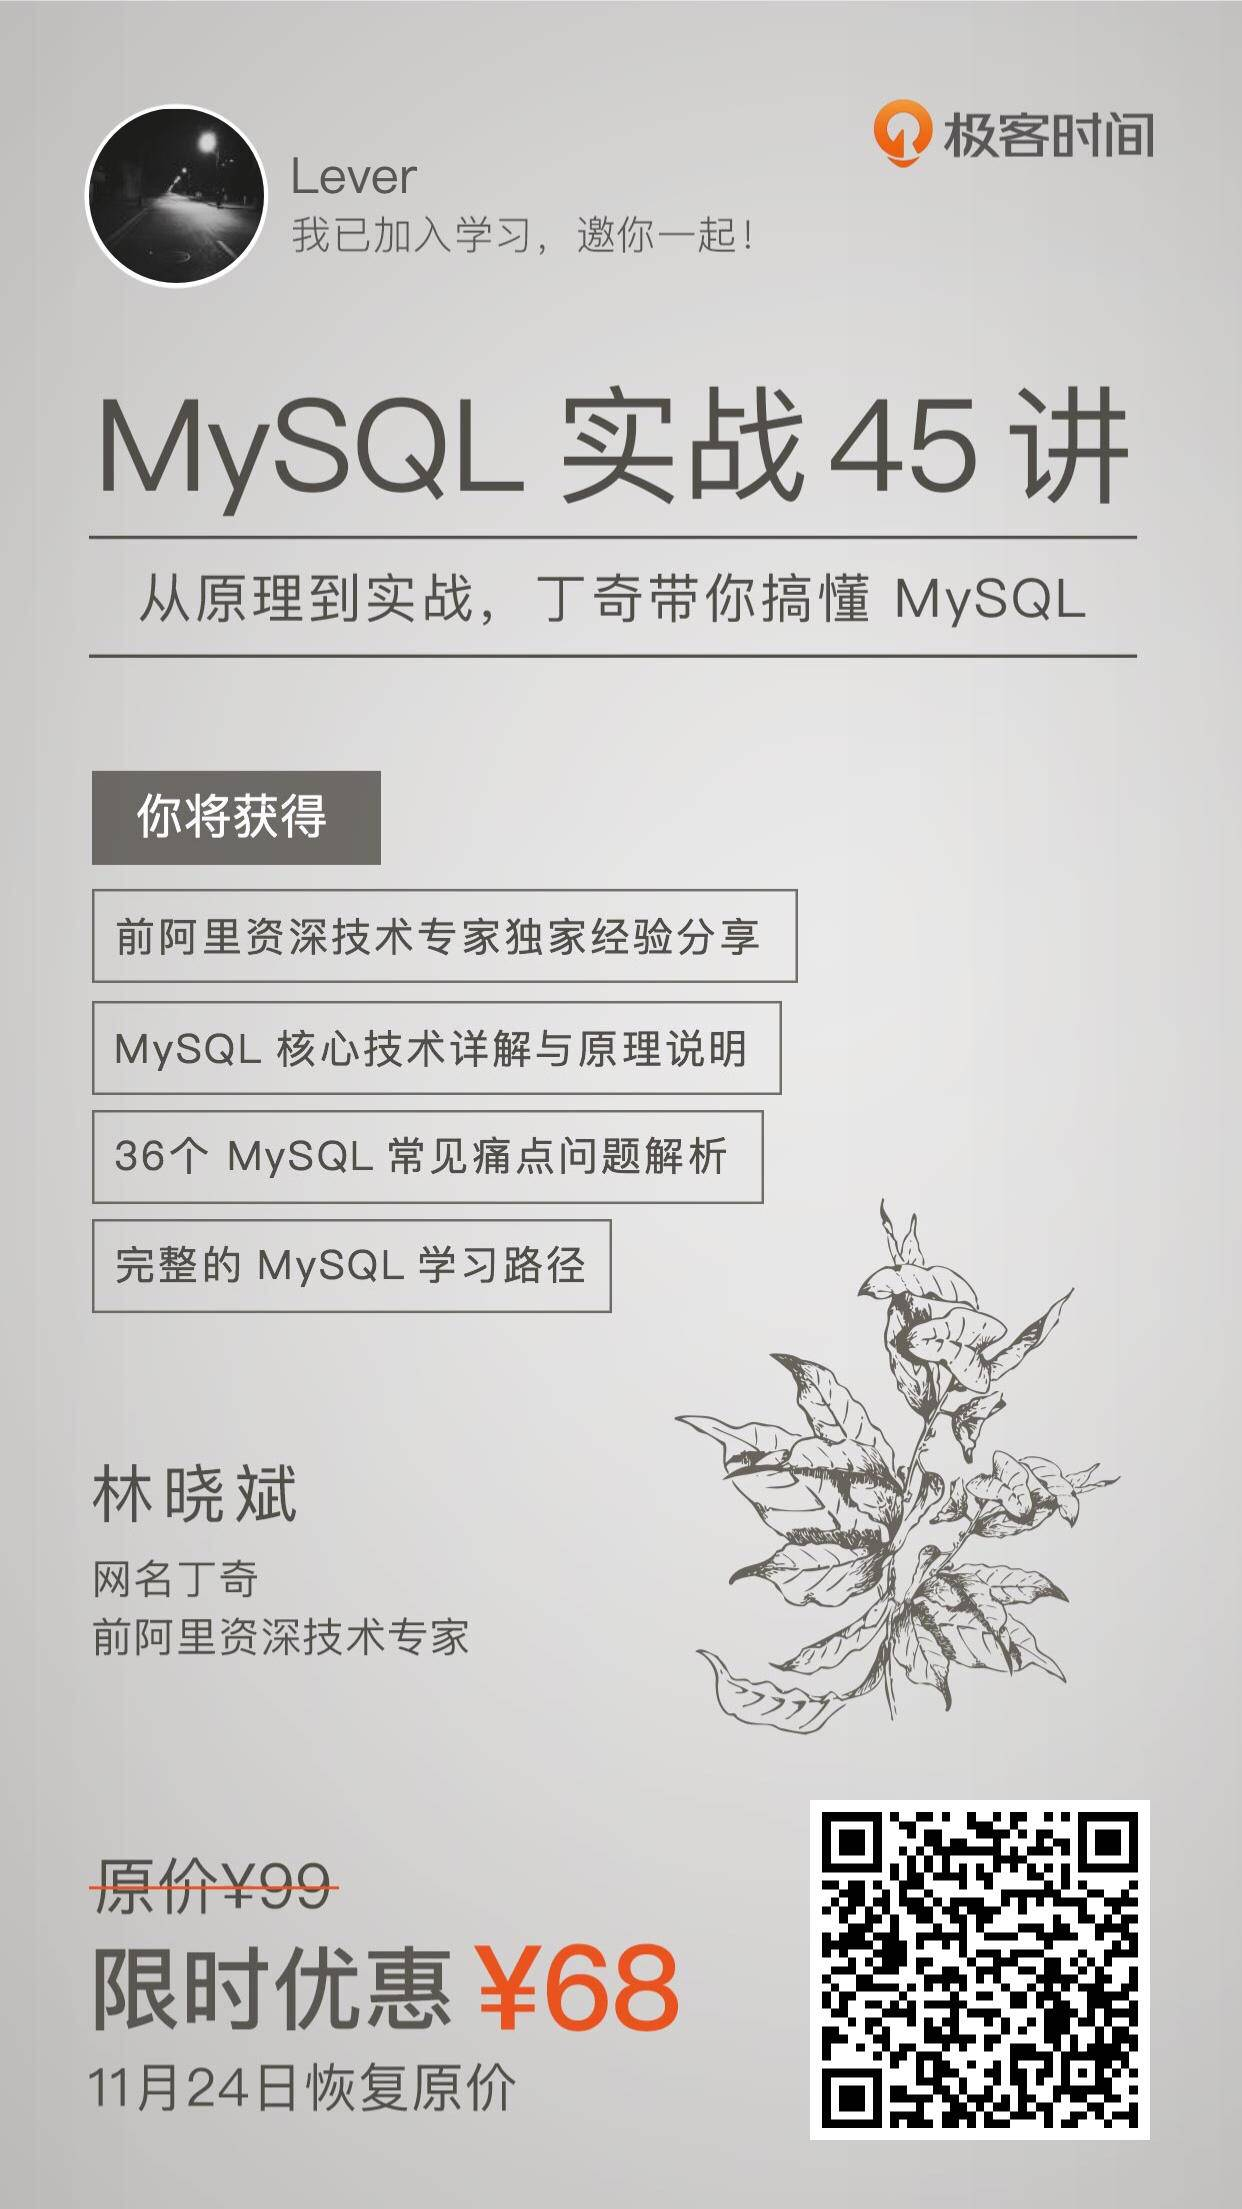 极客时间
Lever
我已加入学习，邀你一起！
MySQL 实战 45 讲
从原理到实战，丁奇带你搞懂 MySQL
你将获得
前阿里资深技术专家独家经验分享
MySQL 核心技术详解与原理说明
36个 MySQL 常见痛点问题解析
完整的 MySQL 学习路径
林晓斌
网名丁奇
前阿里资深技术专家
原价¥99
限时优惠 ¥68
11月24日恢复原价